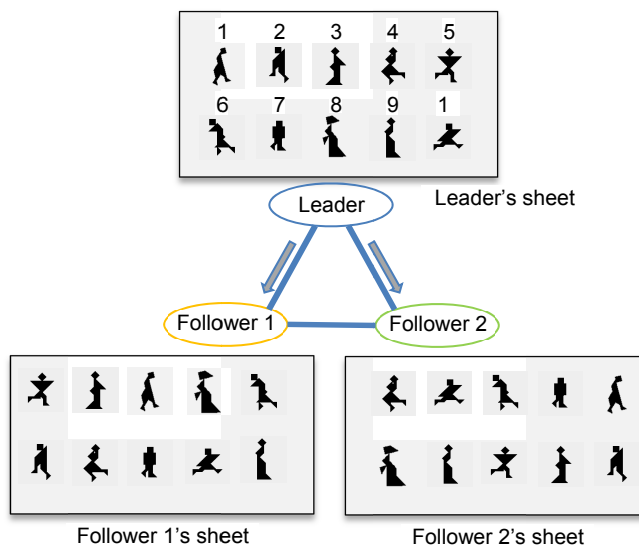 1 2 3 4 5
6 7 8 9 1
Leader's sheet
Leader
Follower 1 Follower 2
Follower 1's sheet Follower 2's sheet